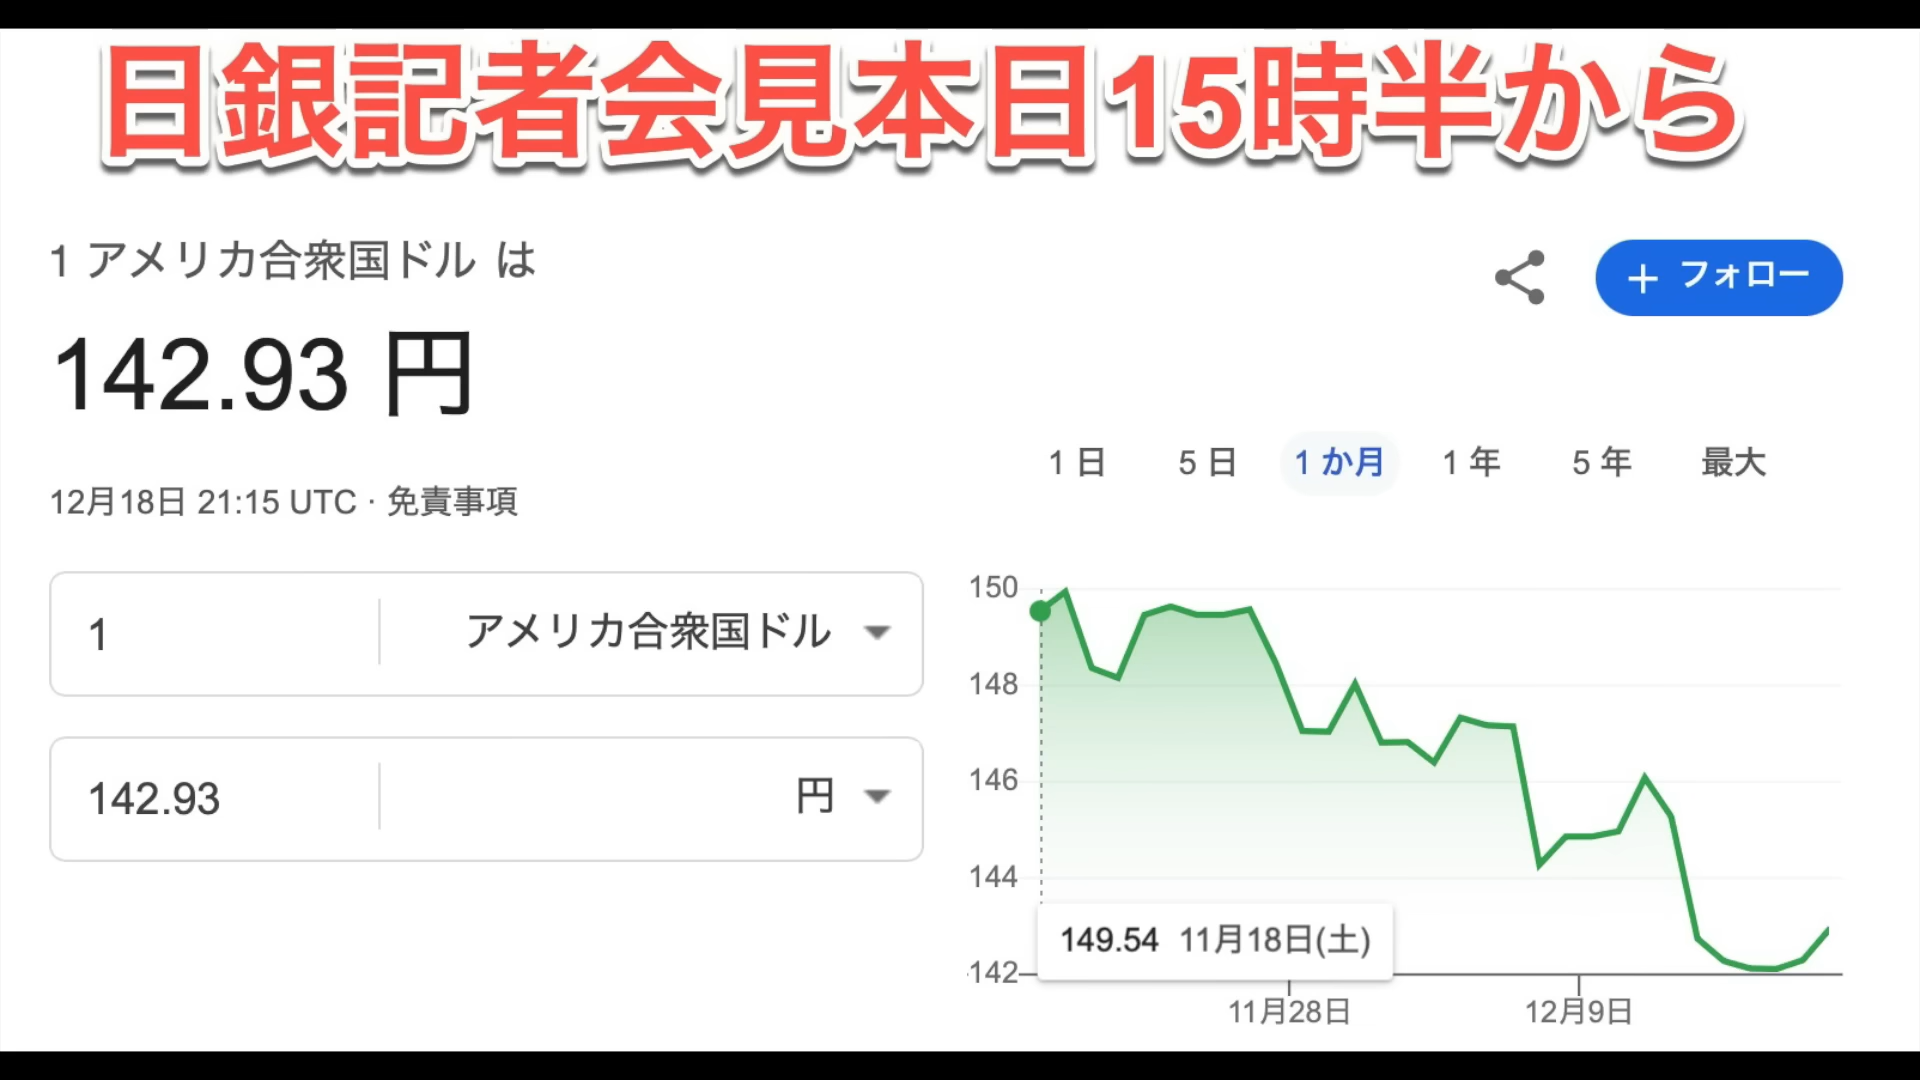 日銀記者会見本日15時半から
1 アメリカ合衆国ドル は
+ フォロー
142.93 円
1 日 5 日 1 か月 1 年 5 年 最大
12月18日 21:15 UTC · 免責事項
1 アメリカ合衆国ドル
142.93 円
150
148
146
144
142
149.54 11月18日(土)
11月28日 12月9日